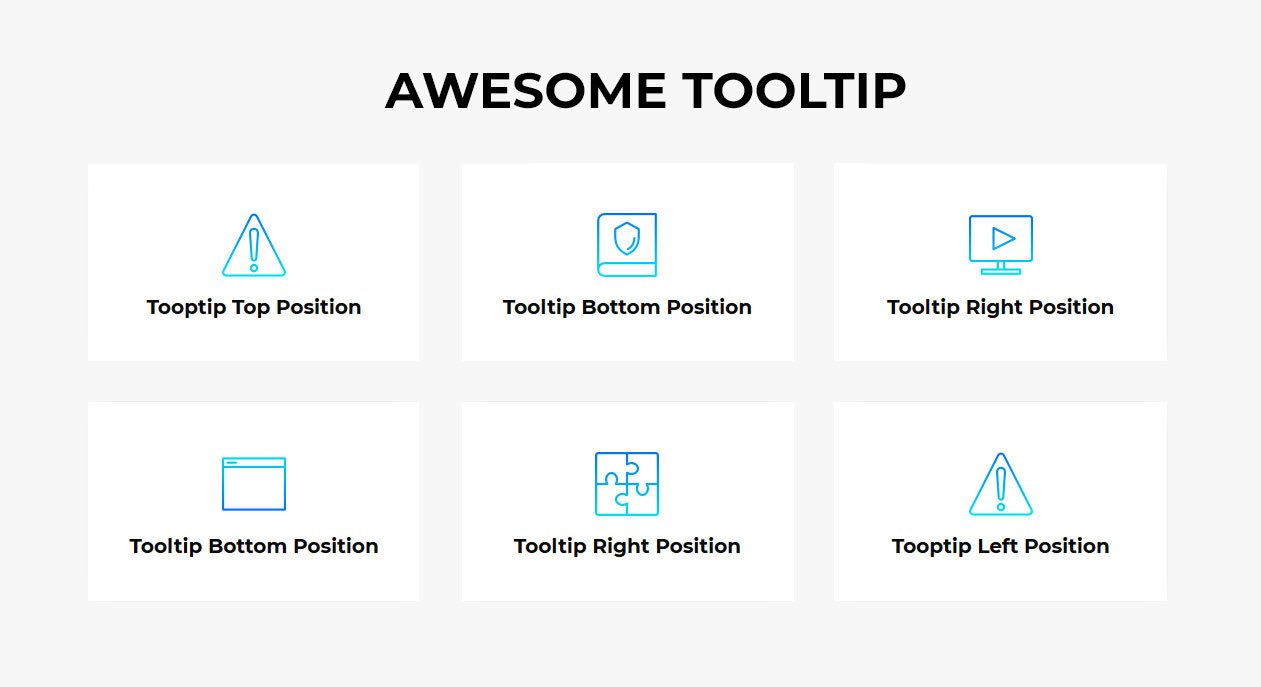 AWESOME TOOLTIP
Tooptip Top Position
Tooltip Bottom Position
Tooltip Right Position
Tooltip Bottom Position
Tooltip Right Position
Tooptip Left Position